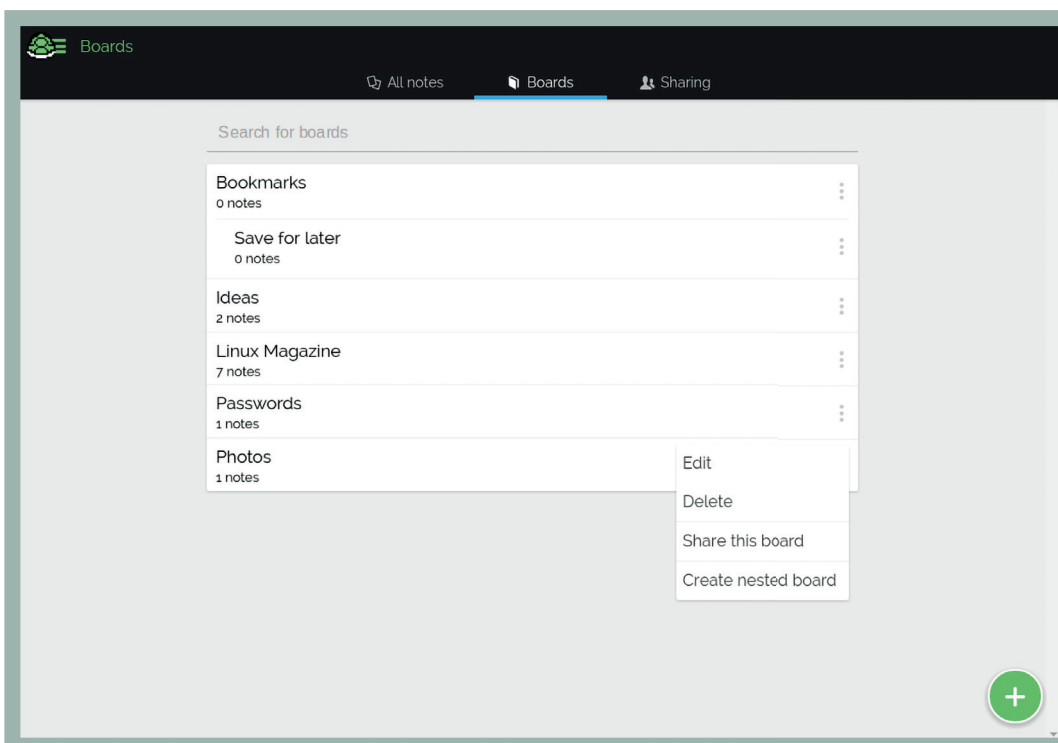 Boards
All notes Boards Sharing
Search for boards
Bookmarks
0 notes
Save for later
0 notes
Ideas
2 notes
Linux Magazine
7 notes
Passwords
1 notes
Photos
1 notes
Edit
Delete
Share this board
Create nested board